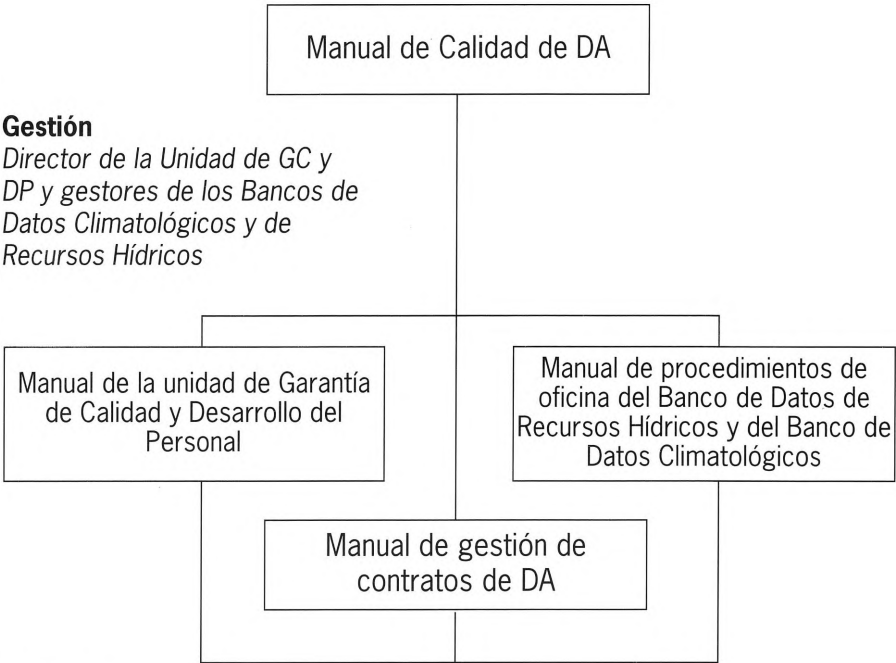 Manual de Calidad de DA
Gestión
Director de la Unidad de GC y
DP y gestores de los Bancos de
Datos Climatológicos y de
Recursos Hídricos
Manual de la unidad de Garantía
de Calidad y Desarrollo del
Personal
Manual de procedimientos de
oficina del Banco de Datos de
Recursos Hídricos y del Banco de
Datos Climatológicos
Manual de gestión de
contratos de DA